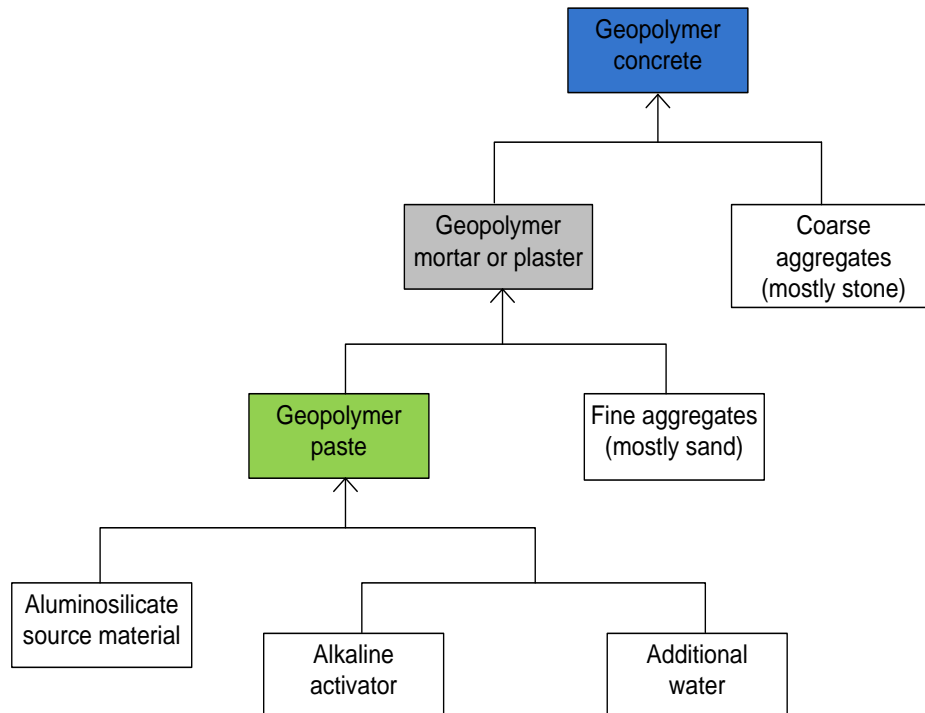 Geopolymer
concrete
Geopolymer
mortar or plaster
Coarse
aggregates
(mostly stone)
Geopolymer
paste
Fine aggregates
(mostly sand)
Aluminosilicate
source material
Alkaline
activator
Additional
water